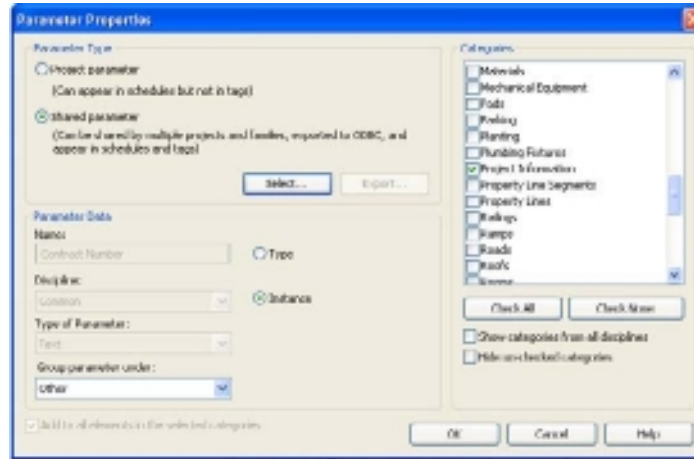 Parameter Properties
Parameter Type
Project parameter
(Can appear in schedules but not in tags)
Shared parameter
(Can be shared by multiple projects and families, exported to ODBC, and
appear in schedules and tags)
Select...
Export...
Parameter Data
Name:
Contract Number
Type
Discipline:
Common
Instance
Type of Parameter:
Text
Group parameter under:
Other
Add to all elements in the selected categories
Categories
Materials
Mechanical Equipment
Pads
Parking
Planting
Plumbing Fixtures
Project Information
Property Line Segments
Property Lines
Railings
Ramps
Roads
Roofs
Rooms
Check All
Check None
Show categories from all disciplines
Hide un-checked categories
OK
Cancel
Help